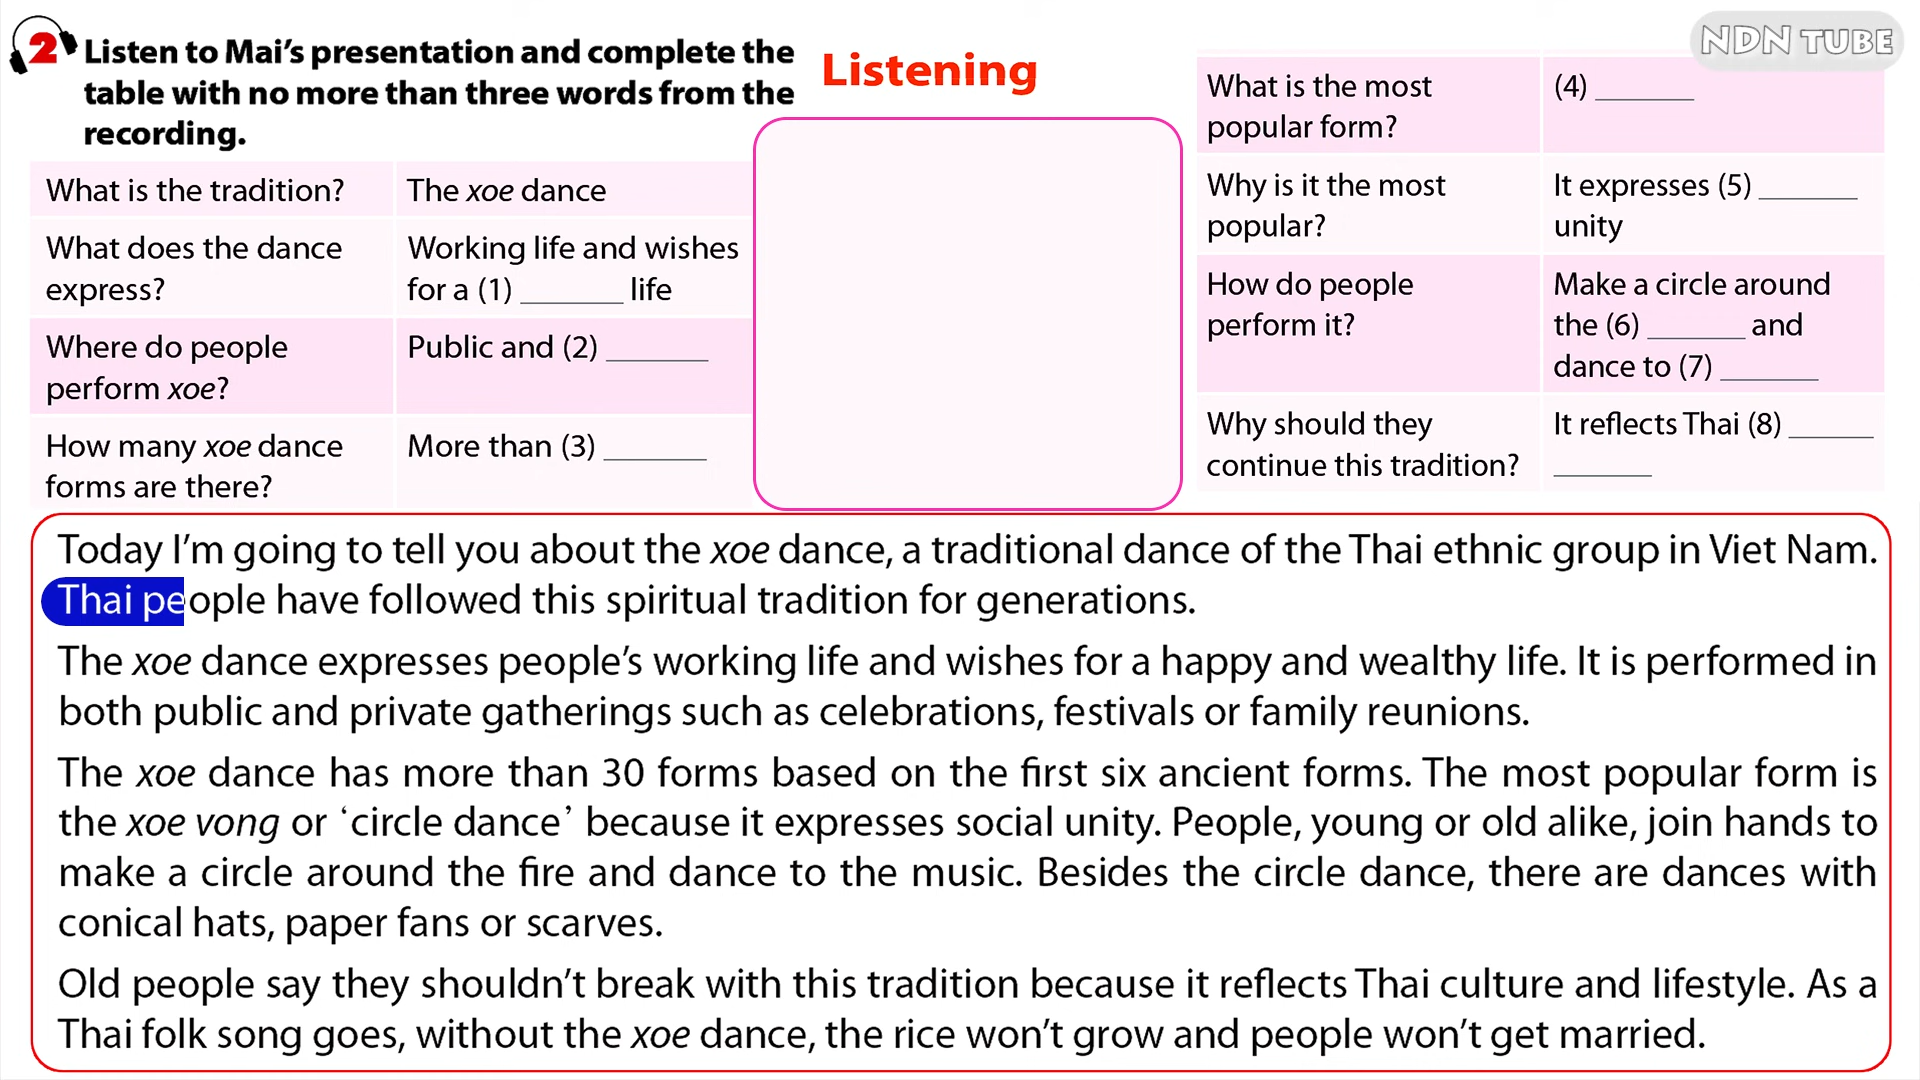 2
Listen to Mai's presentation and complete the
table with no more than three words from the
recording.
Listening
NDN TUBE
What is the tradition?
The xoe dance
What does the dance
express?
Working life and wishes
for a (1) _______ life
Where do people
perform xoe?
Public and (2) _______
How many xoe dance
forms are there?
More than (3) _______
What is the most
popular form?
(4) _______
Why is it the most
popular?
It expresses (5) _______
unity
How do people
perform it?
Make a circle around
the (6) _______ and
dance to (7) _______
Why should they
continue this tradition?
It reflects Thai (8) ______
_______
Today I'm going to tell you about the xoe dance, a traditional dance of the Thai ethnic group in Viet Nam.
Thai people have followed this spiritual tradition for generations.
The xoe dance expresses people's working life and wishes for a happy and wealthy life. It is performed in
both public and private gatherings such as celebrations, festivals or family reunions.
The xoe dance has more than 30 forms based on the first six ancient forms. The most popular form is
the xoe vong or ‘circle dance’ because it expresses social unity. People, young or old alike, join hands to
make a circle around the fire and dance to the music. Besides the circle dance, there are dances with
conical hats, paper fans or scarves.
Old people say they shouldn't break with this tradition because it reflects Thai culture and lifestyle. As a
Thai folk song goes, without the xoe dance, the rice won't grow and people won't get married.